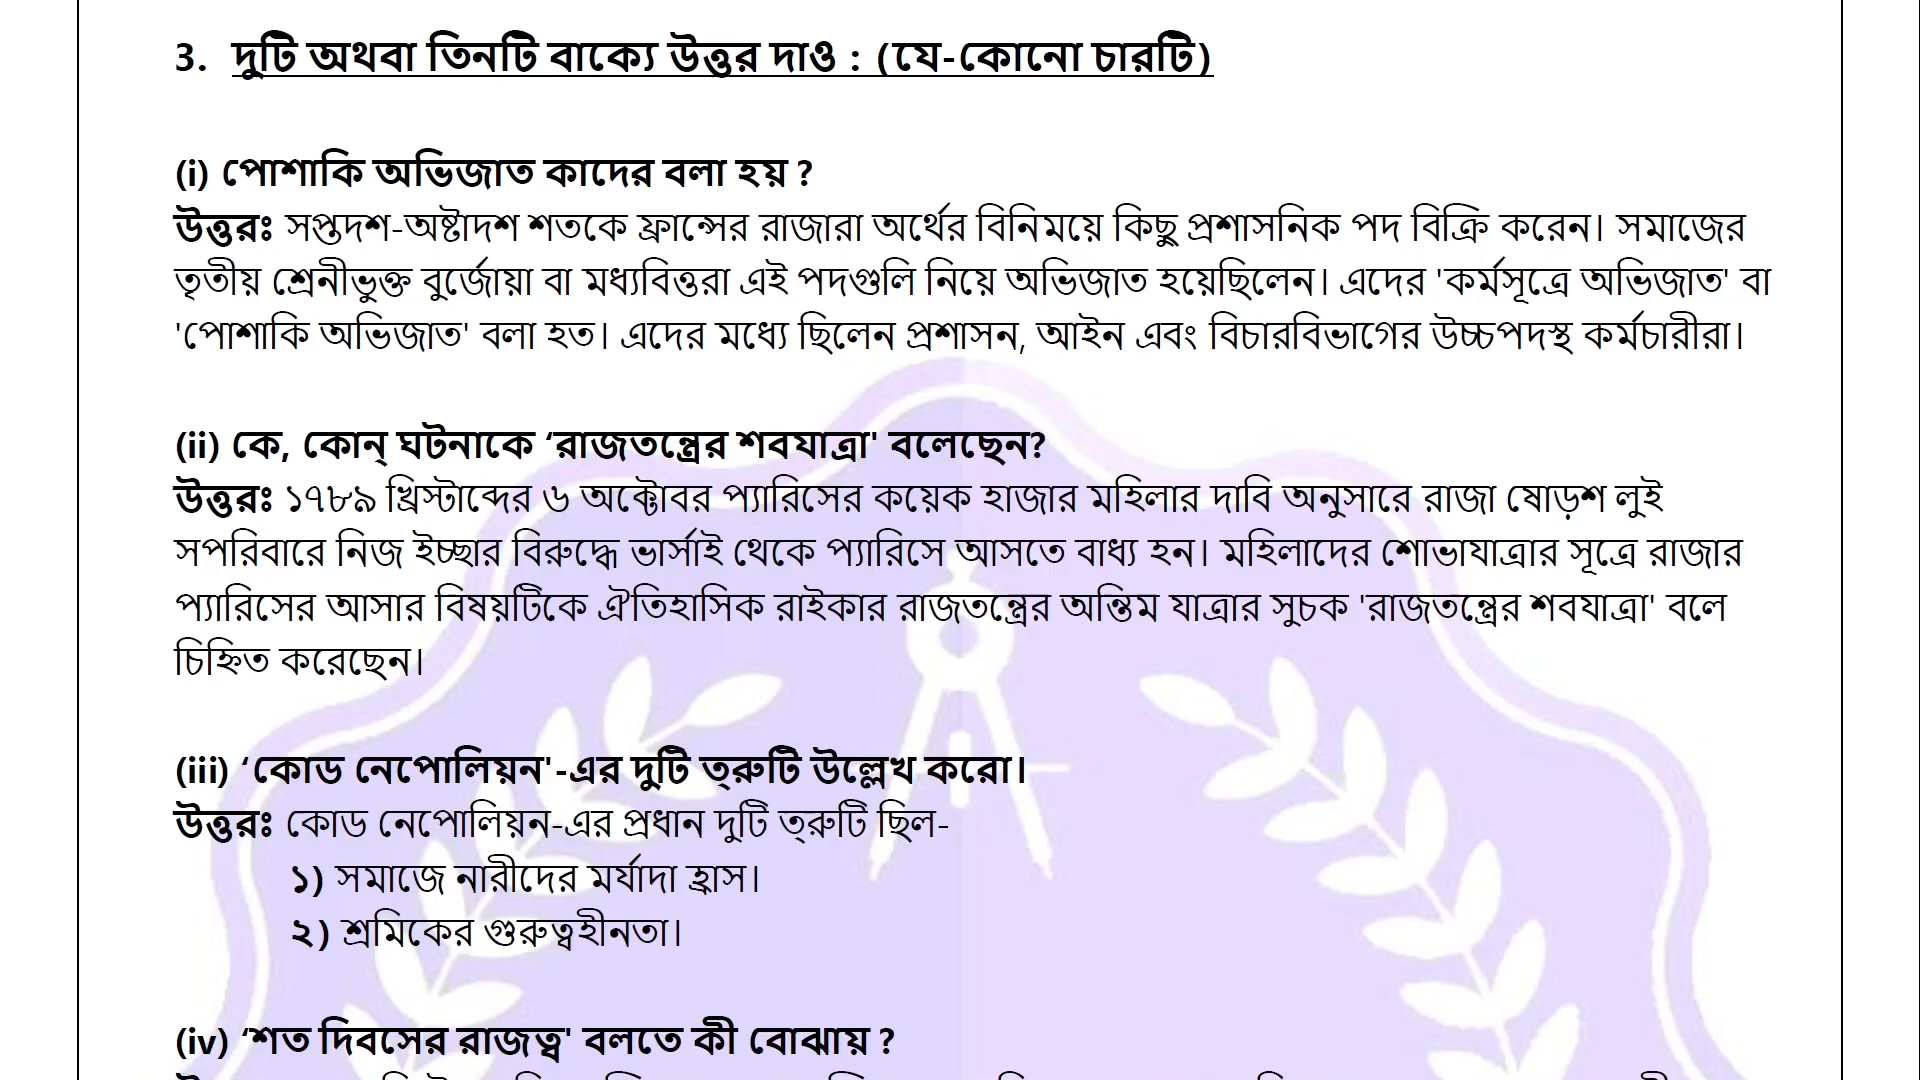 3. দুটি অথবা তিনটি বাক্যে উত্তর দাও : (যে-কোনো চারটি)
(i) পোশাকি অভিজাত কাদের বলা হয় ?
উত্তরঃ সপ্তদশ-অষ্টাদশ শতকে ফ্রান্সের রাজারা অর্থের বিনিময়ে কিছু প্রশাসনিক পদ বিক্রি করেন। সমাজের
তৃতীয় শ্রেনীভুক্ত বুর্জোয়া বা মধ্যবিত্তরা এই পদগুলি নিয়ে অভিজাত হয়েছিলেন। এদের 'কর্মসূত্রে অভিজাত' বা
'পোশাকি অভিজাত' বলা হত। এদের মধ্যে ছিলেন প্রশাসন, আইন এবং বিচারবিভাগের উচ্চপদস্থ কর্মচারীরা।
(ii) কে, কোন্ ঘটনাকে ‘রাজতন্ত্রের শবযাত্রা' বলেছেন?
উত্তরঃ ১৭৮৯ খ্রিস্টাব্দের ৬ অক্টোবর প্যারিসের কয়েক হাজার মহিলার দাবি অনুসারে রাজা ষোড়শ লুই
সপরিবারে নিজ ইচ্ছার বিরুদ্ধে ভার্সাই থেকে প্যারিসে আসতে বাধ্য হন। মহিলাদের শোভাযাত্রার সূত্রে রাজার
প্যারিসের আসার বিষয়টিকে ঐতিহাসিক রাইকার রাজতন্ত্রের অন্তিম যাত্রার সুচক 'রাজতন্ত্রের শবযাত্রা' বলে
চিহ্নিত করেছেন।
(iii) ‘কোড নেপোলিয়ন'-এর দুটি ত্রুটি উল্লেখ করো।
উত্তরঃ কোড নেপোলিয়ন-এর প্রধান দুটি ত্রুটি ছিল-
১) সমাজে নারীদের মর্যাদা হ্রাস।
২) শ্রমিকের গুরুত্বহীনতা।
(iv) ‘শত দিবসের রাজত্ব' বলতে কী বোঝায় ?